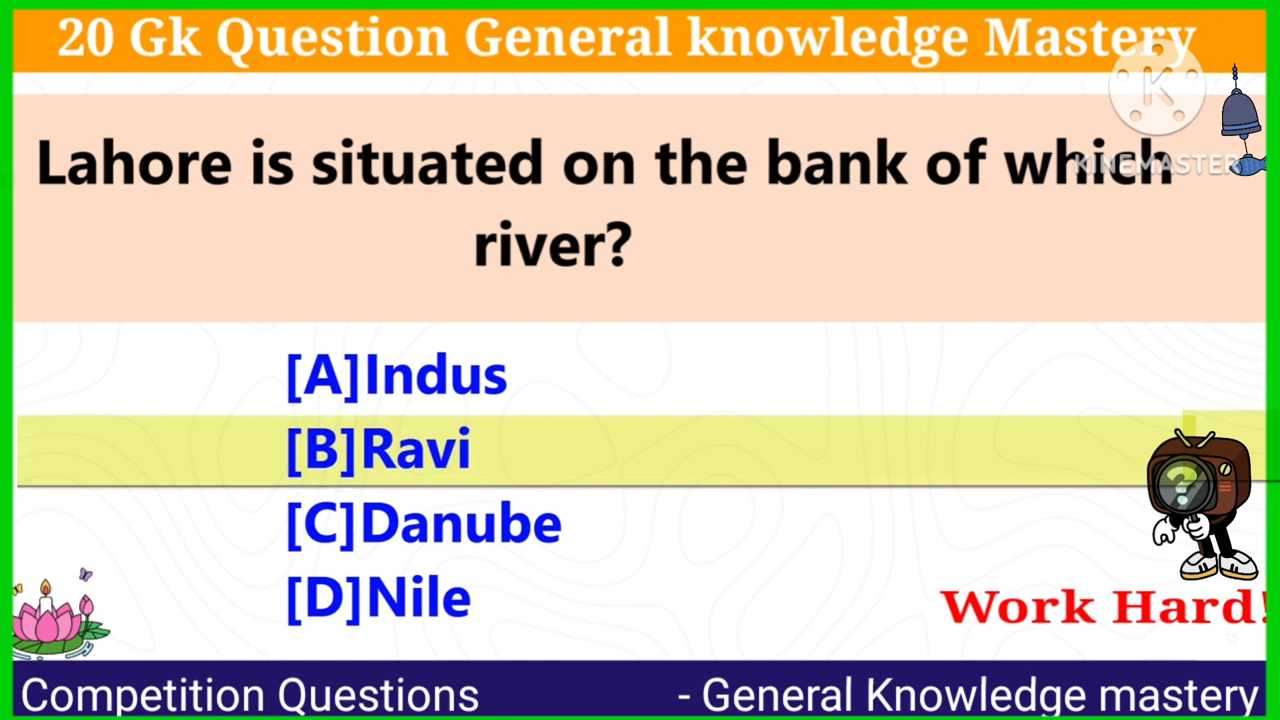 20 Gk Question General knowledge Mastery
K
KINEMASTER
Lahore is situated on the bank of which
river?
[A]Indus
[B]Ravi
[C]Danube
[D]Nile
?
Work Hard!
Competition Questions - General Knowledge mastery